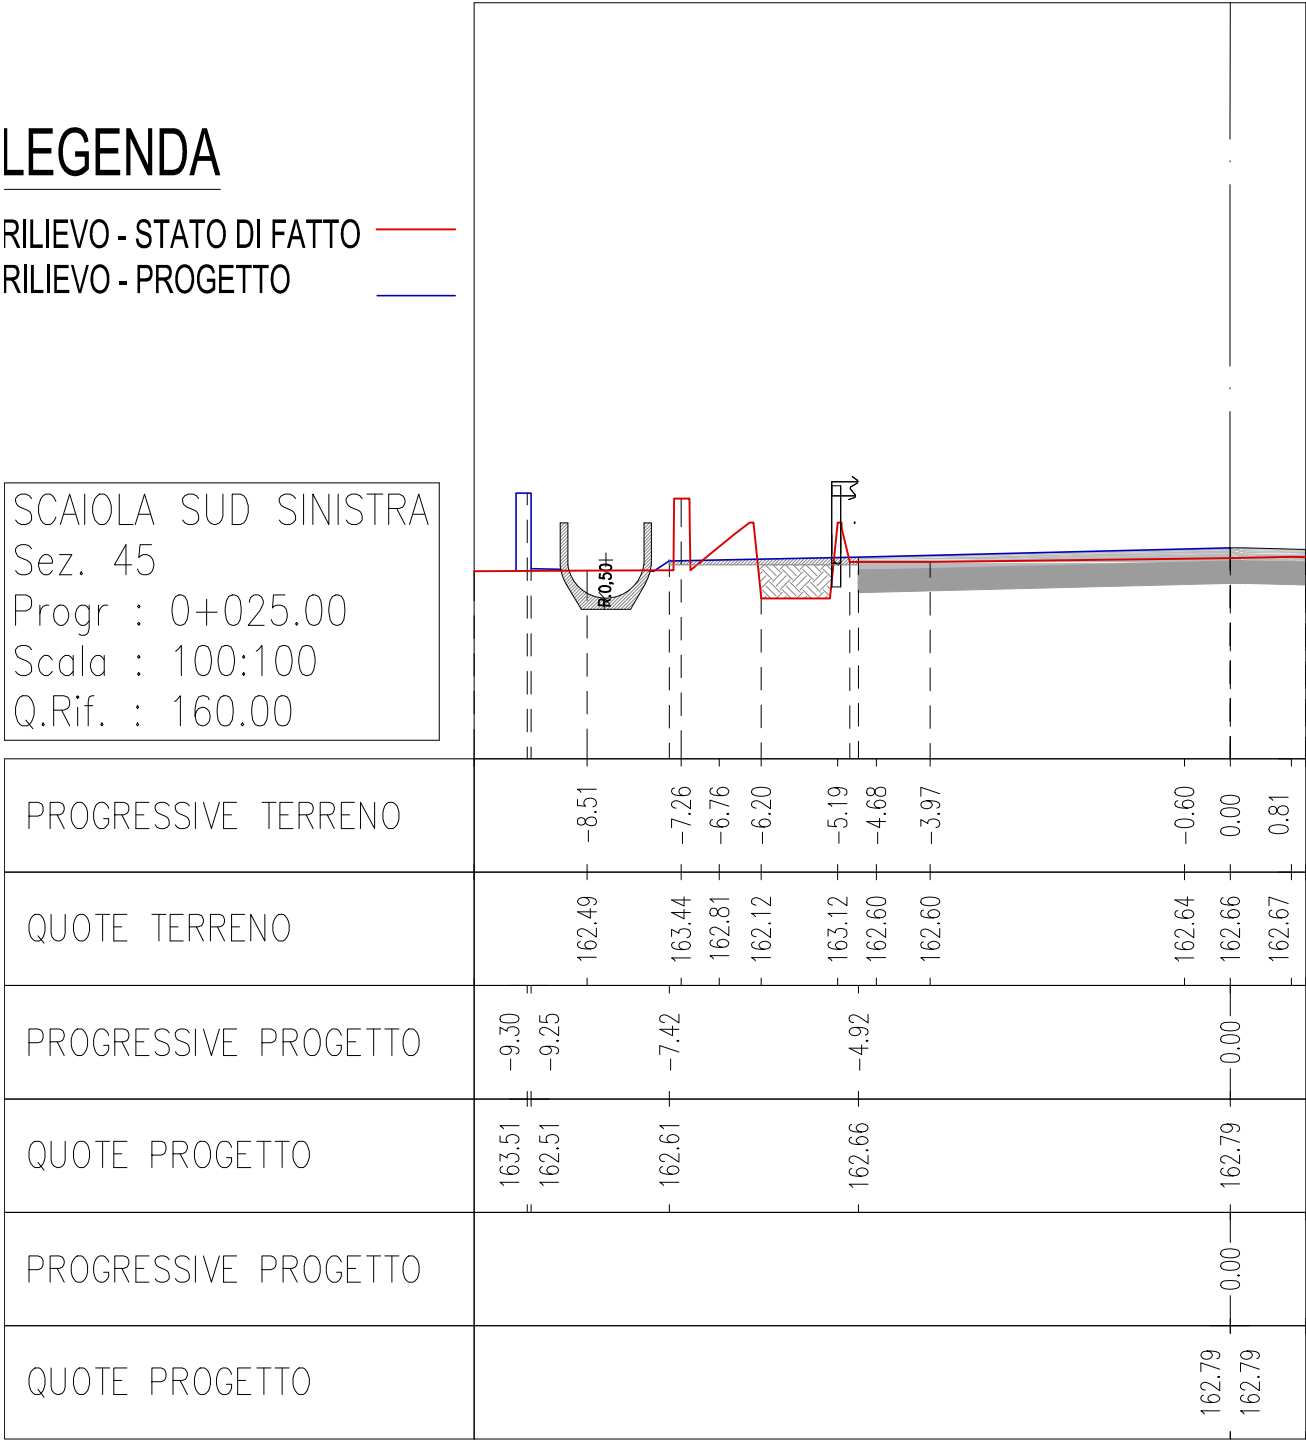 LEGENDA
RILIEVO - STATO DI FATTO
RILIEVO - PROGETTO
SCAIOLA SUD SINISTRA
Sez. 45
Progr : 0+025.00
Scala : 100:100
Q.Rif. : 160.00
R.0,50
PROGRESSIVE TERRENO -8.51 -7.26 -6.76 -6.20 -5.19 -4.68 -3.97 -0.60 0.00 0.81
QUOTE TERRENO 162.49 163.44 162.81 162.12 163.12 162.60 162.60 162.64 162.66 162.67
PROGRESSIVE PROGETTO -9.30 -9.25 -7.42 -4.92 0.00
QUOTE PROGETTO 163.51 162.51 162.61 162.66 162.79
PROGRESSIVE PROGETTO 0.00
QUOTE PROGETTO 162.79 162.79